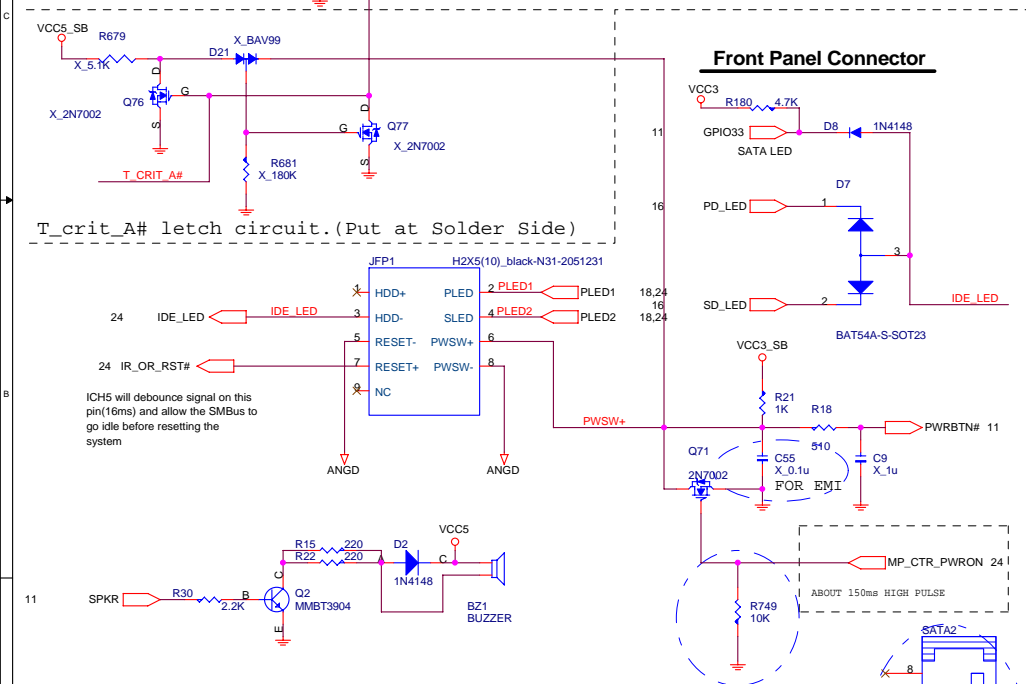 C
VCC5_SB
R679
X_5.1K
D21
X_BAV99
D
G
Q76
X_2N7002
S
D
G
Q77
X_2N7002
S
R681
X_180K
T_CRIT_A#
T_crit_A# letch circuit.(Put at Solder Side)
Front Panel Connector
VCC3
R180
4.7K
11
GPIO33
D8
1N4148
SATA LED
D7
16
PD_LED
1
3
SD_LED
2
IDE_LED
BAT54A-S-SOT23
JFP1
H2X5(10)_black-N31-2051231
1
HDD+
PLED
2
PLED1
PLED1
18,24
16
24
IDE_LED
IDE_LED
3
HDD-
SLED
4
PLED2
PLED2
18,24
5
RESET-
PWSW+
6
24
IR_OR_RST#
7
RESET+
PWSW-
8
9
NC
B
ICH5 will debounce signal on this
pin(16ms) and allow the SMBus to
go idle before resetting the
system
ANGD
ANGD
VCC3_SB
R21
1K
R18
510
PWSW+
PWRBTN#
11
Q71
2N7002
C55
X_0.1u
C9
X_1u
FOR EMI
VCC5
R15
220
R22
220
D2
A
C
1N4148
C
11
SPKR
R30
2.2K
B
Q2
MMBT3904
E
BZ1
BUZZER
MP_CTR_PWRON
24
ABOUT 150ms HIGH PULSE
R749
10K
SATA2
8